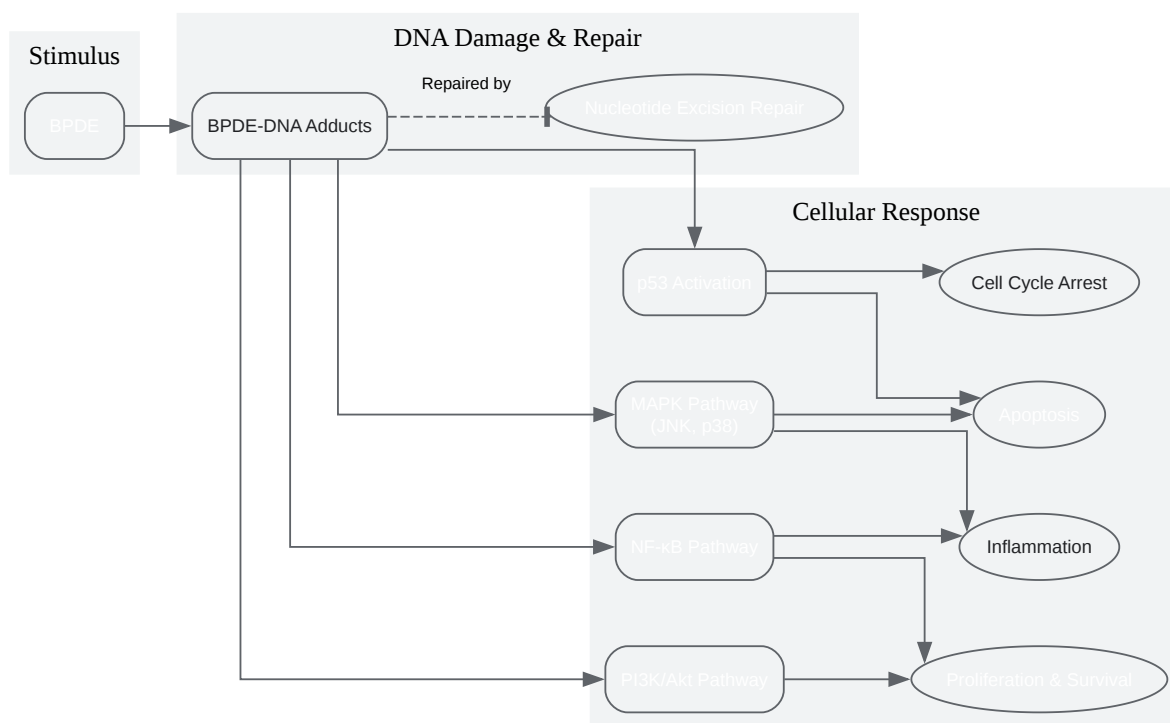 Stimulus
DNA Damage & Repair
Repaired by
BPDE
BPDE-DNA Adducts
Nucleotide Excision Repair
Cellular Response
p53 Activation
Cell Cycle Arrest
MAPK Pathway
(JNK, p38)
Apoptosis
NF-κB Pathway
Inflammation
PI3K/Akt Pathway
Proliferation & Survival